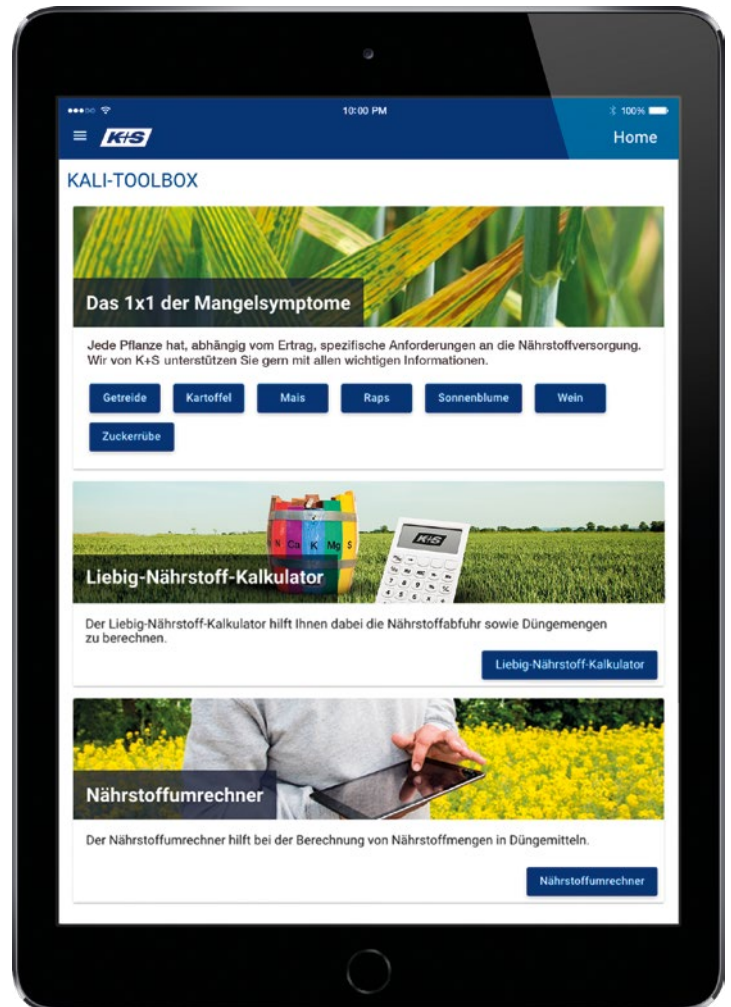 10:00 PM
100%
K+S
Home
KALI-TOOLBOX
Das 1x1 der Mangelsymptome
Jede Pflanze hat, abhängig vom Ertrag, spezifische Anforderungen an die Nährstoffversorgung.
Wir von K+S unterstützen Sie gern mit allen wichtigen Informationen.
Getreide
Kartoffel
Mais
Raps
Sonnenblume
Wein
Zuckerrübe
K+S
N Ca K Mg S
Liebig-Nährstoff-Kalkulator
Der Liebig-Nährstoff-Kalkulator hilft Ihnen dabei die Nährstoffabfuhr sowie Düngemengen
zu berechnen.
Liebig-Nährstoff-Kalkulator
Nährstoffumrechner
Der Nährstoffumrechner hilft bei der Berechnung von Nährstoffmengen in Düngemitteln.
Nährstoffumrechner